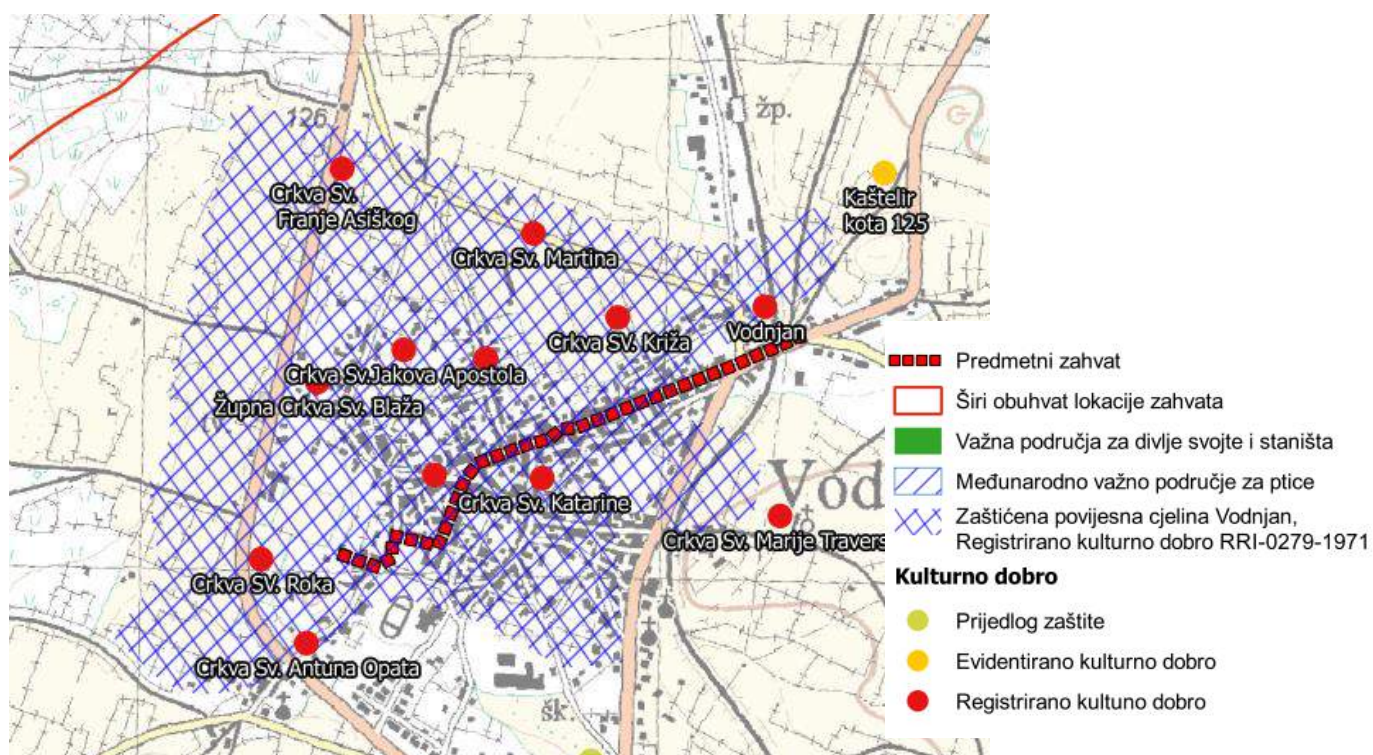 126
žp.
Crkva Sv.
Franje Asiškog
Kaštelir
kota 125
Crkva Sv. Martina
Vodnjan
Crkva SV. Križa
Crkva Sv.Jakova Apostola
Župna Crkva Sv. Blaža
Vod
Crkva Sv. Katarine
Crkva Sv. Marije Travers
Crkva SV. Roka
Crkva Sv. Antuna Opata
šk.
Predmetni zahvat
Širi obuhvat lokacije zahvata
Važna područja za divlje svojte i staništa
Međunarodno važno područje za ptice
Zaštićena povijesna cjelina Vodnjan,
Registrirano kulturno dobro RRI-0279-1971
Kulturno dobro
Prijedlog zaštite
Evidentirano kulturno dobro
Registrirano kultuno dobro